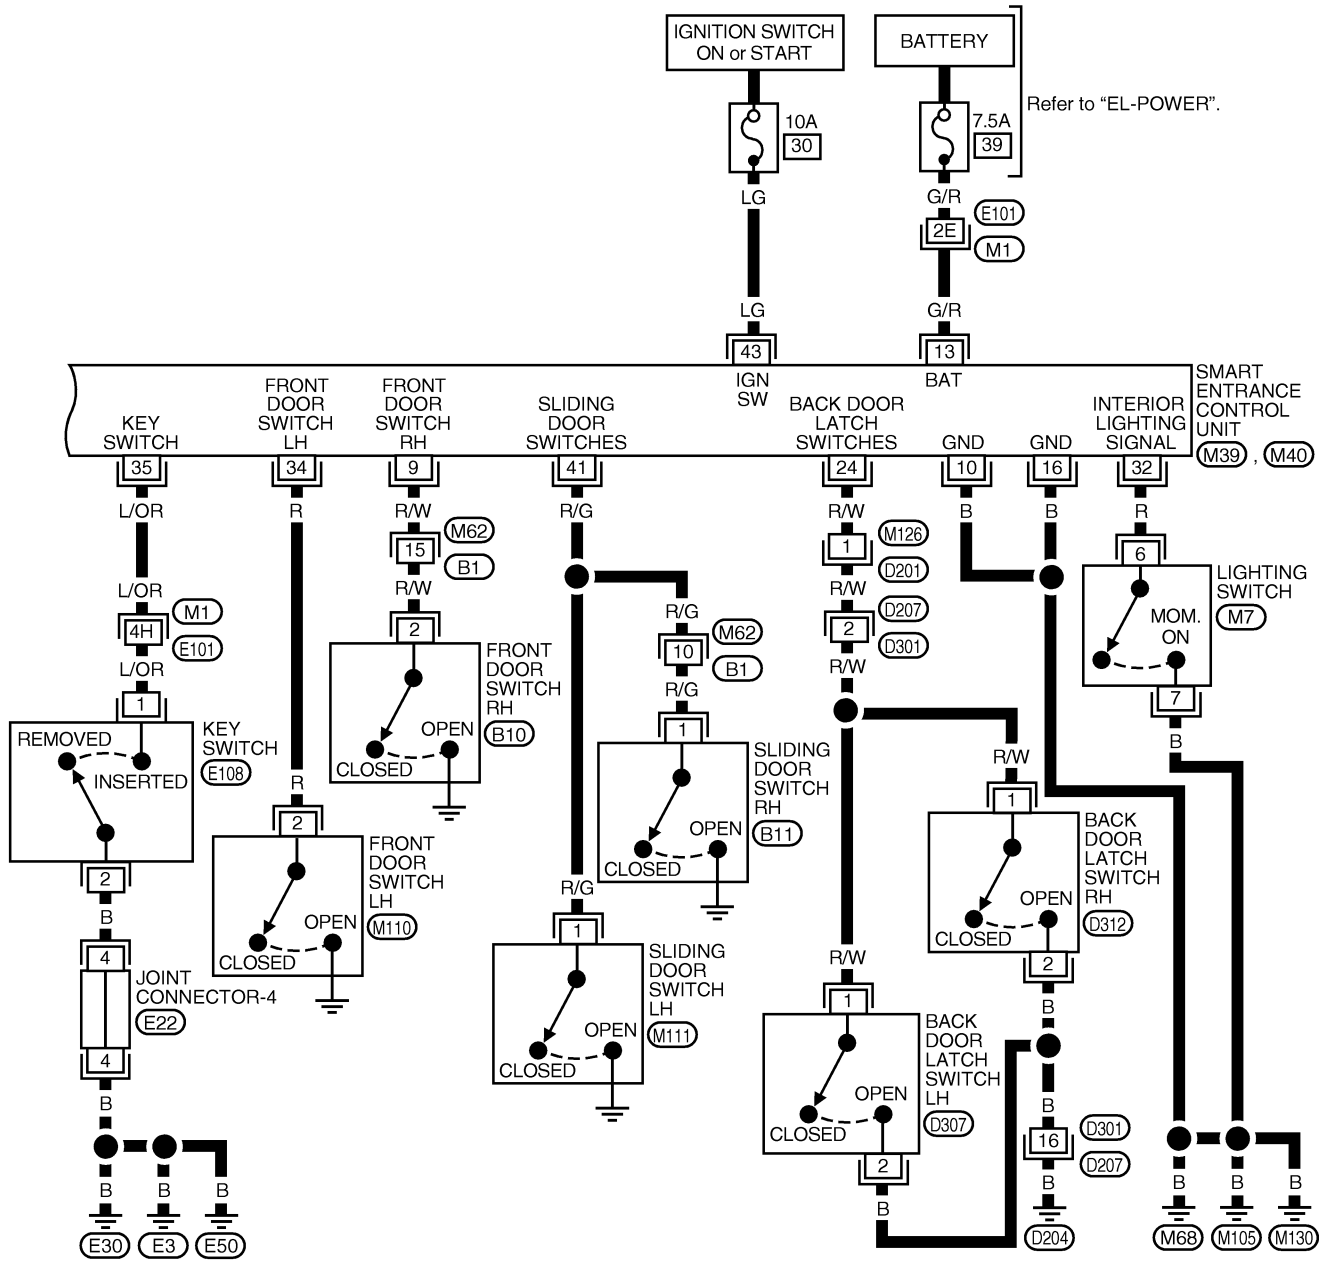 IGNITION SWITCH
ON or START
BATTERY
Refer to “EL-POWER”.
10A
30
7.5A
39
LG
G/R
E101
2E
M1
LG
G/R
43
13
IGN
SW
BAT
SMART
ENTRANCE
CONTROL
UNIT
M39 , M40
KEY
SWITCH
FRONT
DOOR
SWITCH
LH
FRONT
DOOR
SWITCH
RH
SLIDING
DOOR
SWITCHES
BACK DOOR
LATCH
SWITCHES
GND
GND
INTERIOR
LIGHTING
SIGNAL
35
34
9
41
24
10
16
32
L/OR
R
R/W
R/G
R/W
B
B
R
M62
15
B1
R/W
2
FRONT
DOOR
SWITCH
RH
B10
OPEN
CLOSED
M126
1
D201
R/W
D207
2
D301
R/W
6
LIGHTING
SWITCH
M7
MOM.
ON
7
B
L/OR
M1
4H
E101
L/OR
1
KEY
SWITCH
E108
REMOVED
INSERTED
2
B
4
JOINT
CONNECTOR-4
E22
4
B
B
B
B
E30
E3
E50
R
2
FRONT
DOOR
SWITCH
LH
M110
OPEN
CLOSED
R/G
M62
10
B1
R/G
1
SLIDING
DOOR
SWITCH
RH
B11
OPEN
CLOSED
R/G
1
SLIDING
DOOR
SWITCH
LH
M111
OPEN
CLOSED
R/W
1
BACK
DOOR
LATCH
SWITCH
RH
D312
OPEN
CLOSED
2
B
R/W
1
BACK
DOOR
LATCH
SWITCH
LH
D307
OPEN
CLOSED
2
B
B
D301
16
D207
B
D204
B
B
B
M68
M105
M130